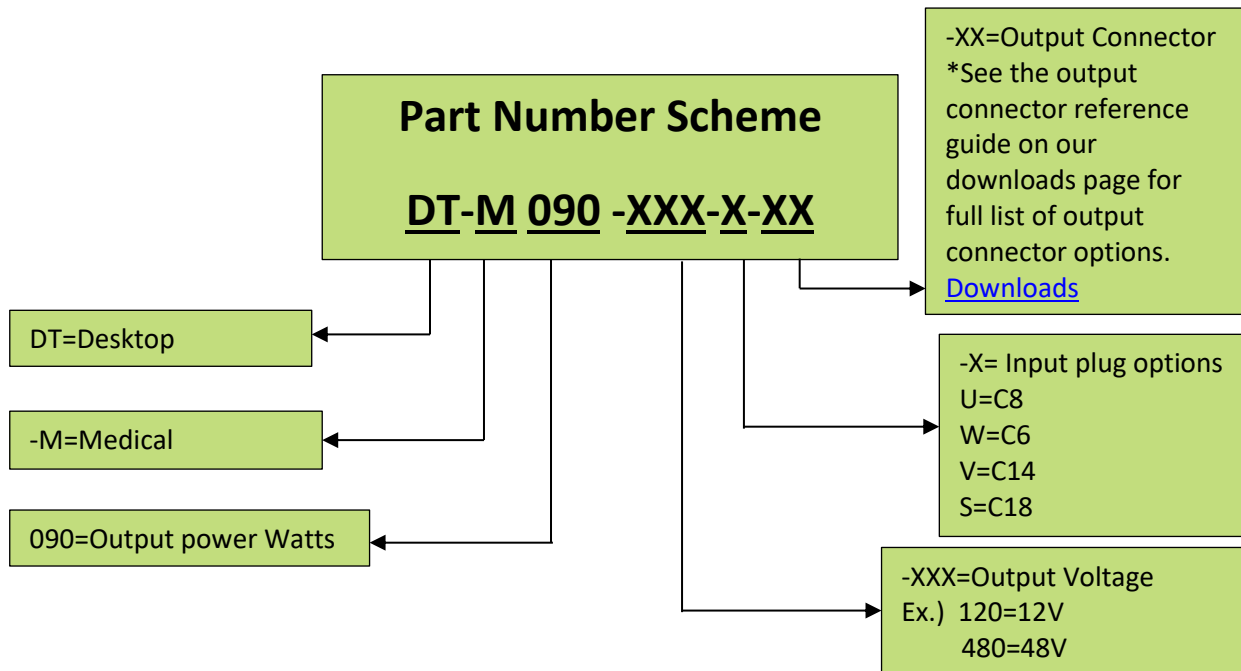 Part Number Scheme
DT-M 090 -XXX-X-XX
-XX=Output Connector
*See the output
connector reference
guide on our
downloads page for
full list of output
connector options.
Downloads
DT=Desktop
-M=Medical
090=Output power Watts
-X= Input plug options
U=C8
W=C6
V=C14
S=C18
-XXX=Output Voltage
Ex.) 120=12V
480=48V